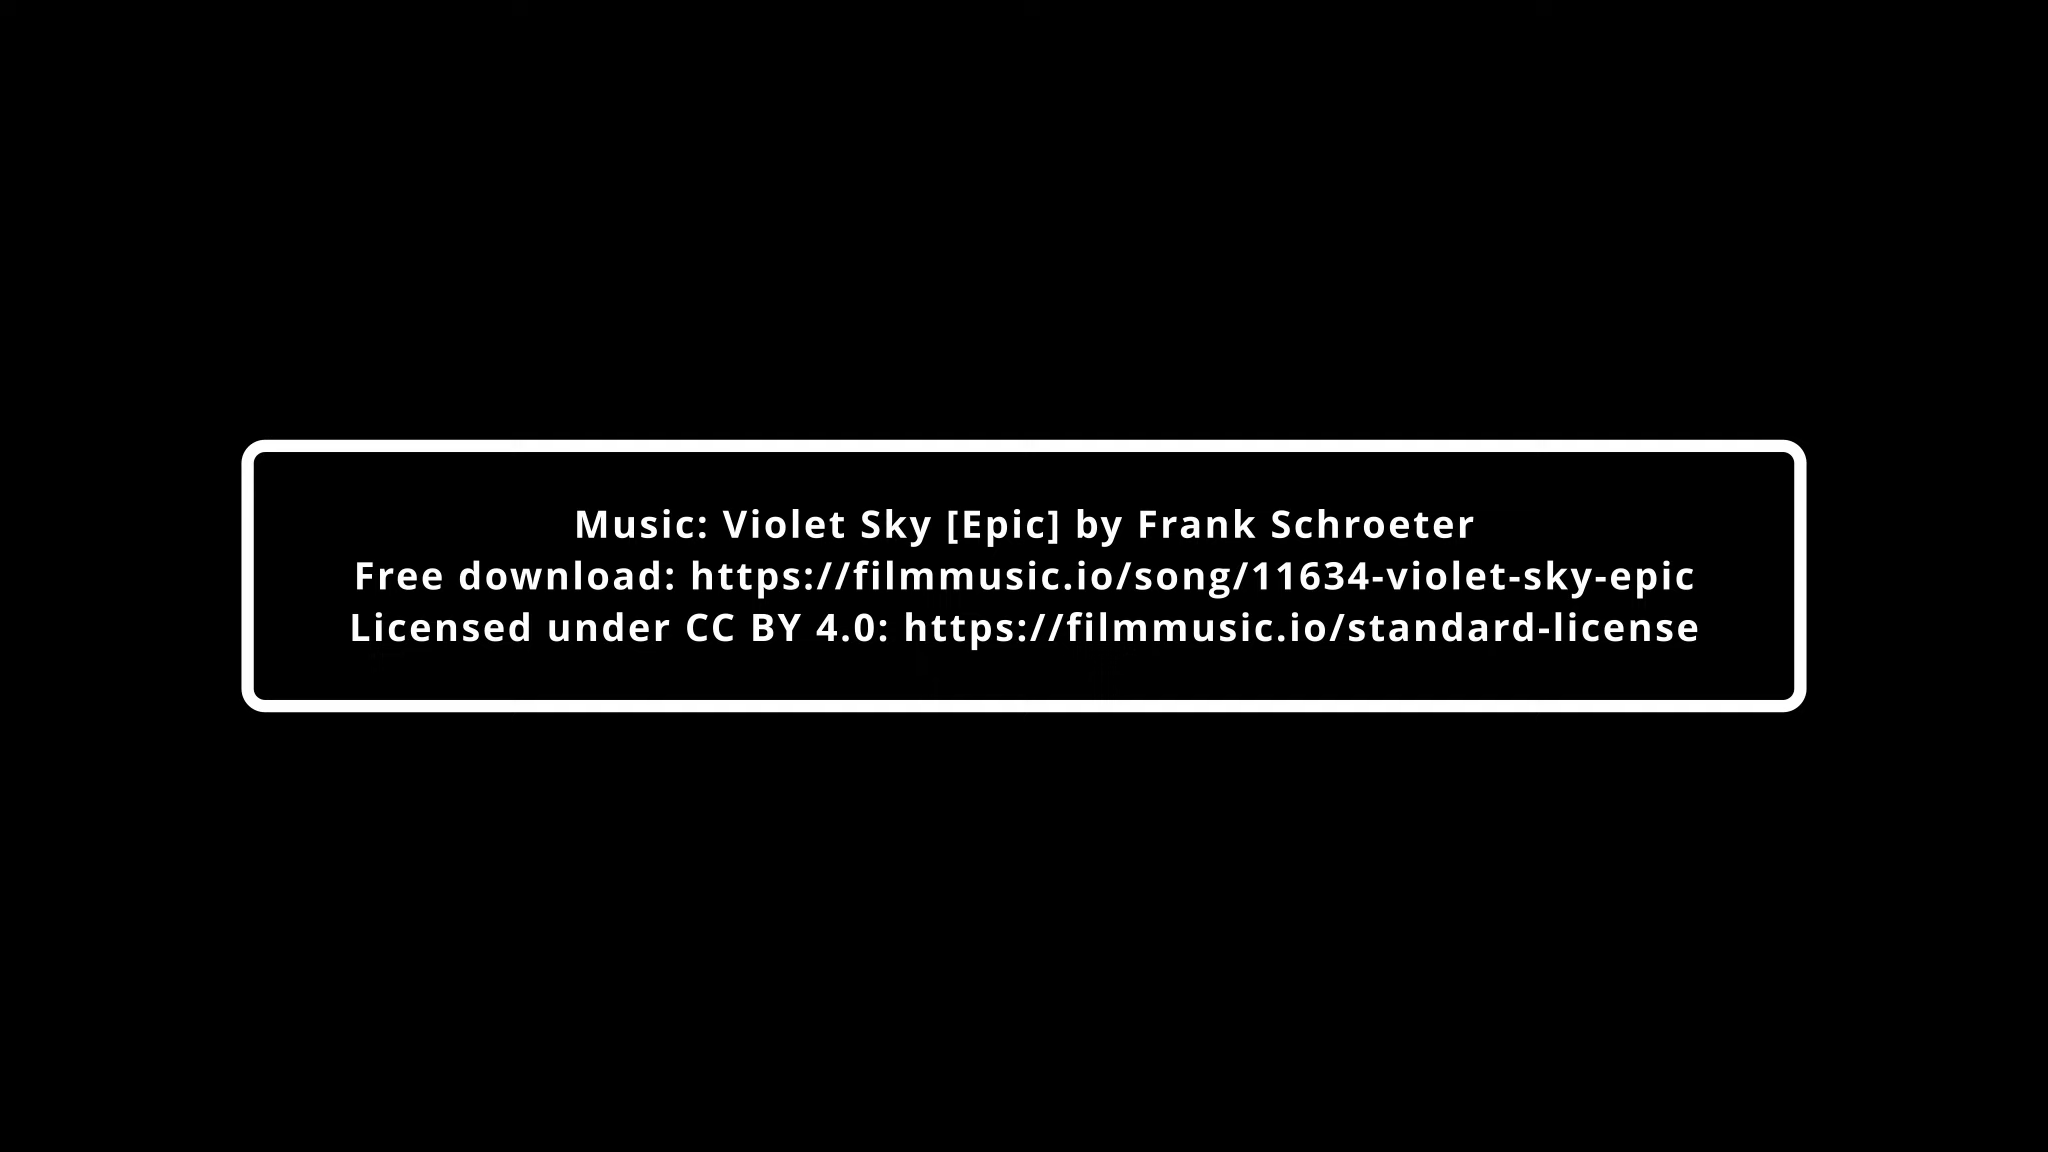 Music: Violet Sky [Epic] by Frank Schroeter
Free download: https://filmmusic.io/song/11634-violet-sky-epic
Licensed under CC BY 4.0: https://filmmusic.io/standard-license